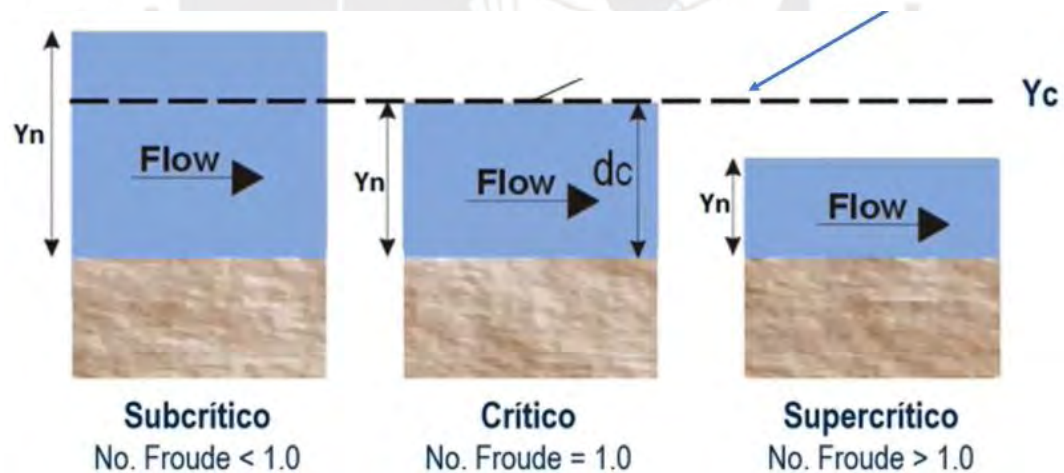 Yc
Yn
Flow
Yn
Flow
dc
Yn
Flow
Subcrítico
No. Froude < 1.0
Crítico
No. Froude = 1.0
Supercrítico
No. Froude > 1.0